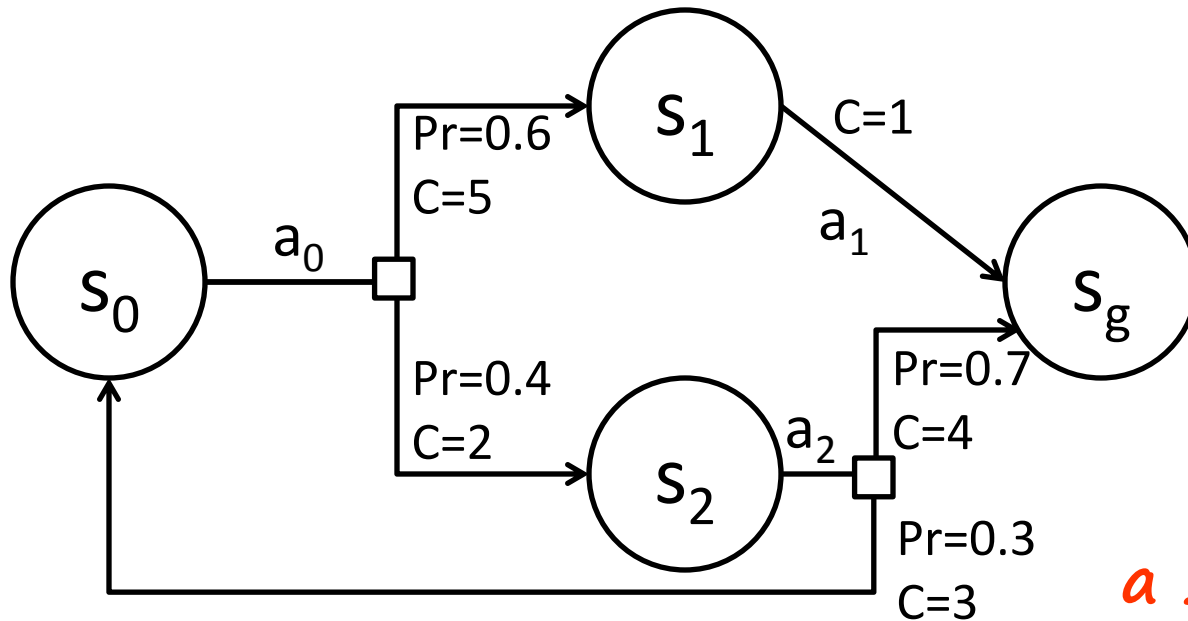 s₁
C=1
Pr=0.6
C=5
a₀
a₁
s₀
s_g
Pr=0.4
C=2
Pr=0.7
C=4
a₂
s₂
Pr=0.3
C=3
a